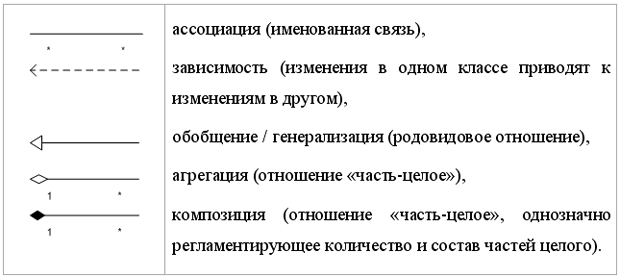 ассоциация (именованная связь),
* *
зависимость (изменения в одном классе приводят к
изменениям в другом),
обобщение / генерализация (родовидовое отношение),
агрегация (отношение «часть-целое»),
1 *
композиция (отношение «часть-целое», однозначно
регламентирующее количество и состав частей целого).
1 *